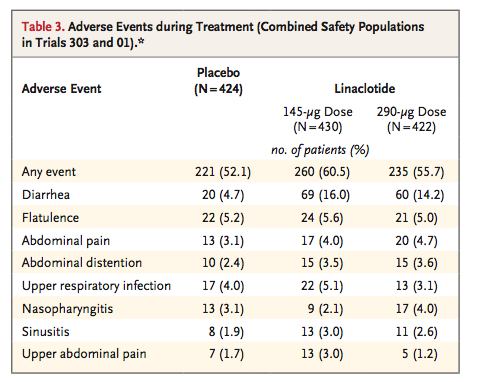 Table 3. Adverse Events during Treatment (Combined Safety Populations
in Trials 303 and 01).*
Adverse Event Placebo (N=424) Linaclotide
145-μg Dose (N=430) 290-μg Dose (N=422)
no. of patients (%)
Any event 221 (52.1) 260 (60.5) 235 (55.7)
Diarrhea 20 (4.7) 69 (16.0) 60 (14.2)
Flatulence 22 (5.2) 24 (5.6) 21 (5.0)
Abdominal pain 13 (3.1) 17 (4.0) 20 (4.7)
Abdominal distention 10 (2.4) 15 (3.5) 15 (3.6)
Upper respiratory infection 17 (4.0) 22 (5.1) 13 (3.1)
Nasopharyngitis 13 (3.1) 9 (2.1) 17 (4.0)
Sinusitis 8 (1.9) 13 (3.0) 11 (2.6)
Upper abdominal pain 7 (1.7) 13 (3.0) 5 (1.2)